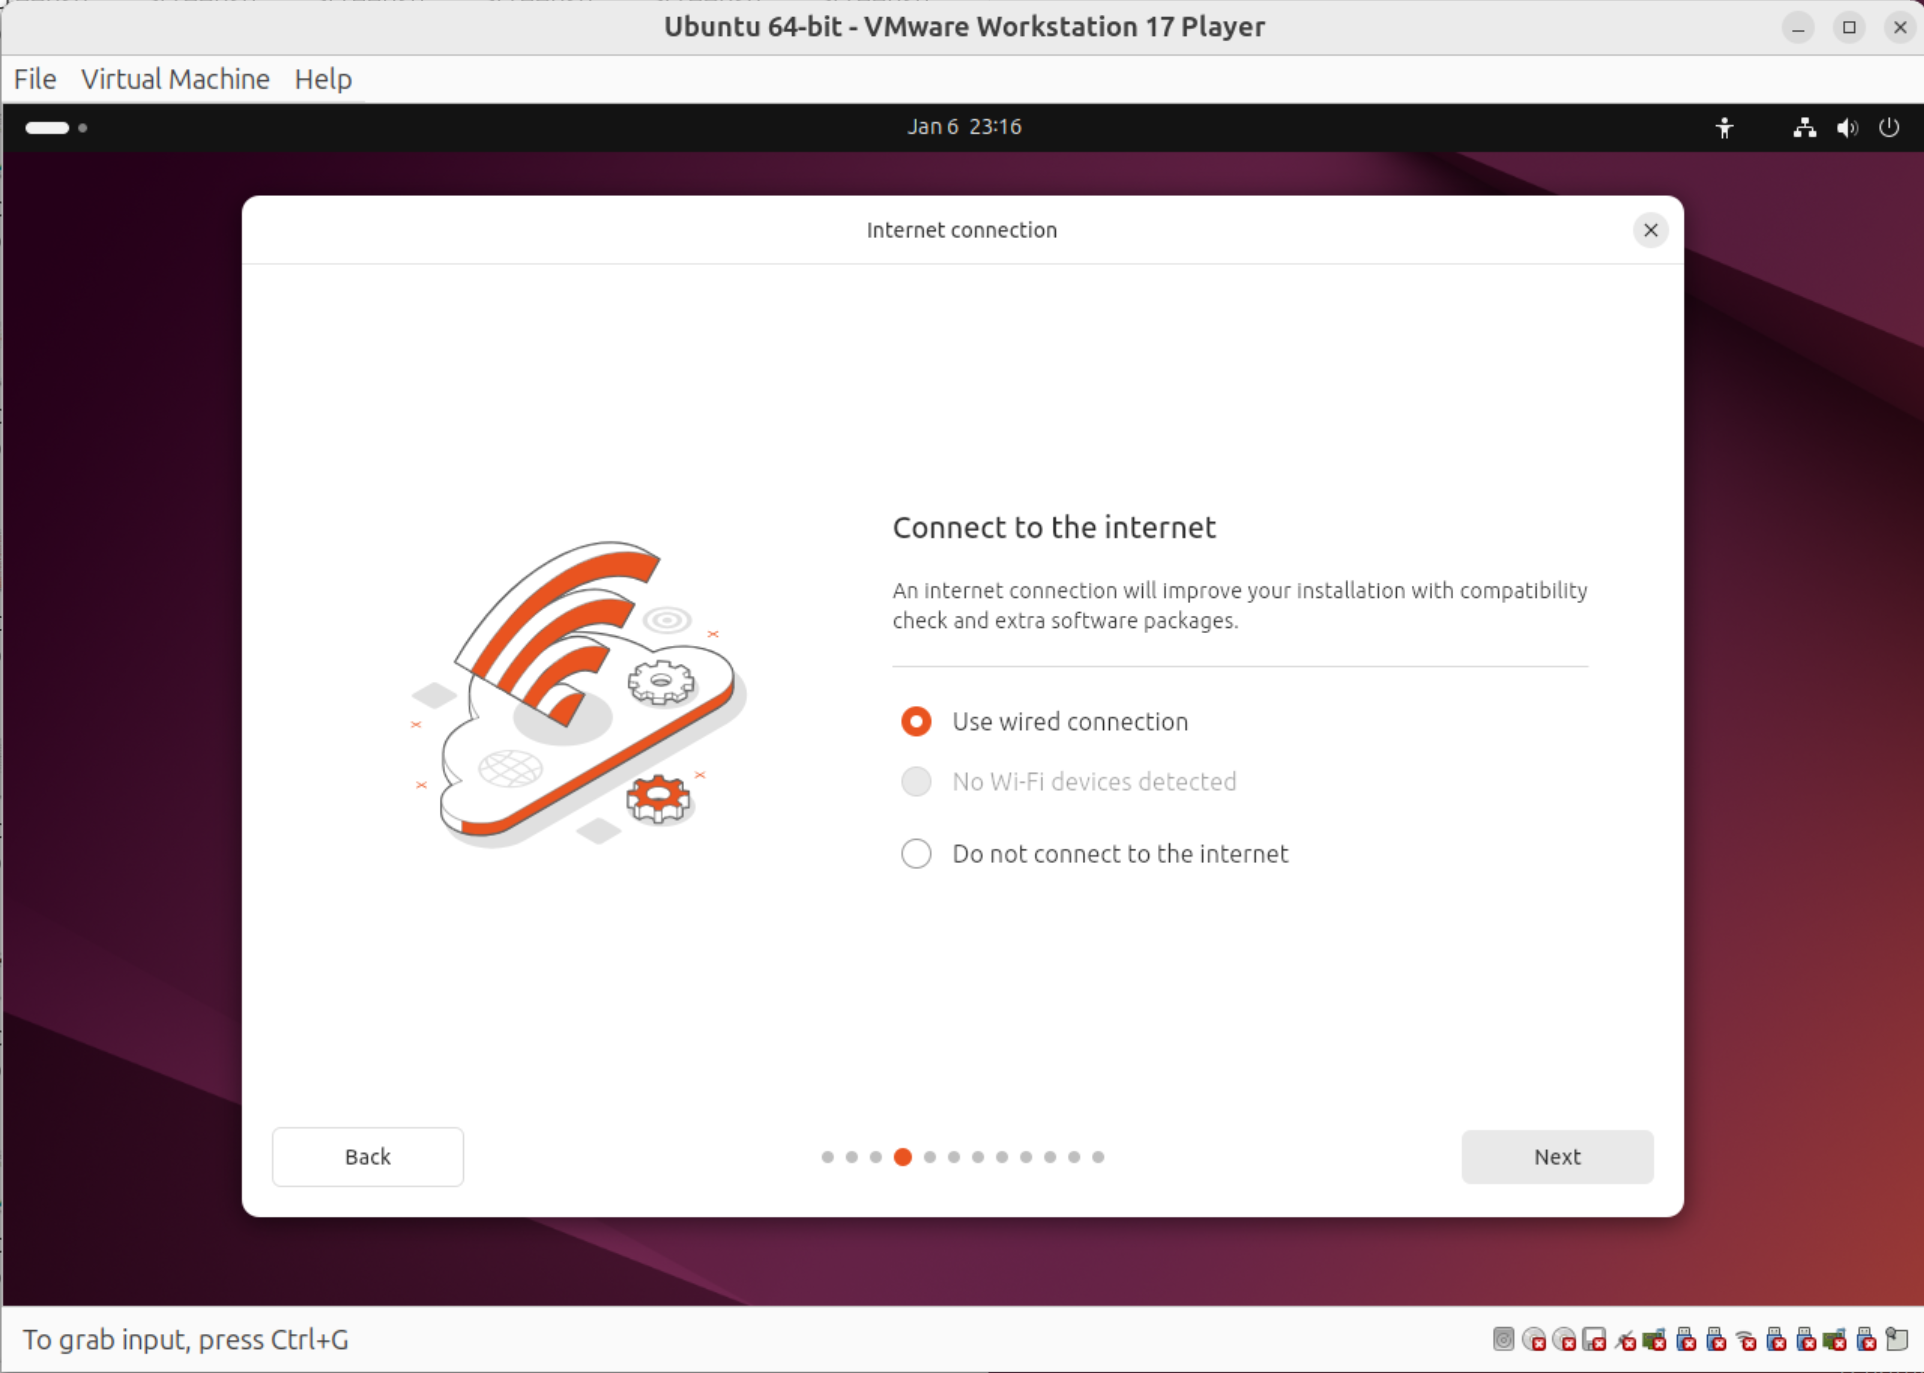 Ubuntu 64-bit - VMware Workstation 17 Player
File Virtual Machine Help
Jan 6 23:16
Internet connection
Connect to the internet
An internet connection will improve your installation with compatibility
check and extra software packages.
Use wired connection
No Wi-Fi devices detected
Do not connect to the internet
Back
Next
To grab input, press Ctrl+G